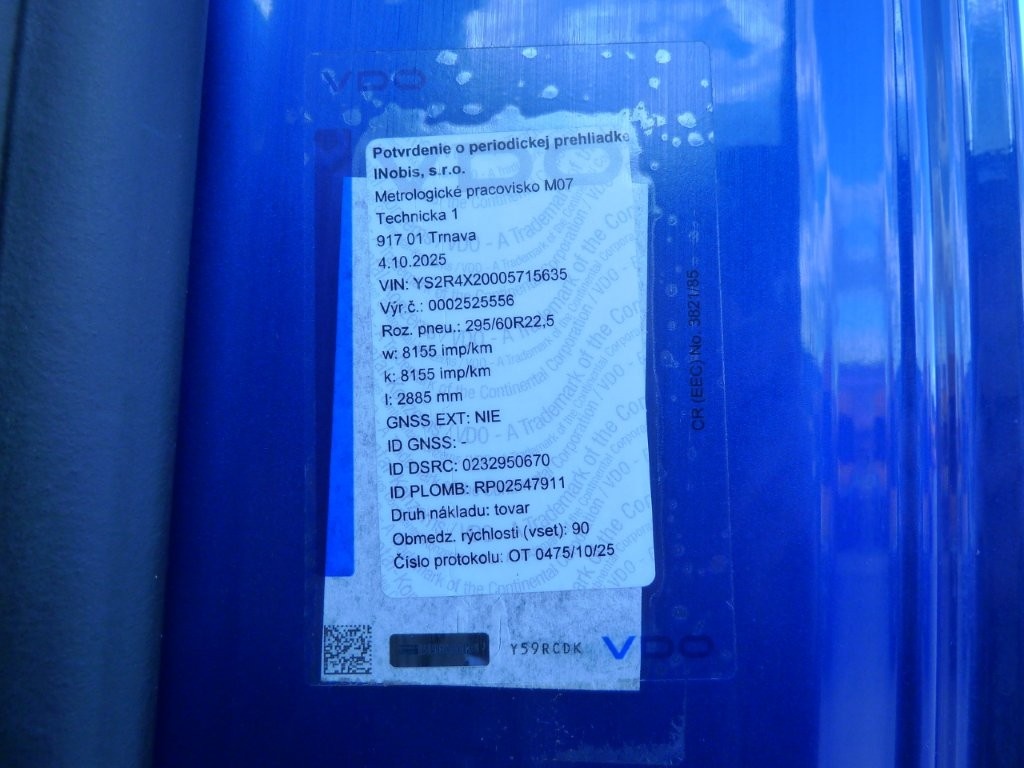 VDO
Potvrdenie o periodickej prehliadke
INobis, s.r.o.
Metrologické pracovisko M07
Technicka 1
917 01 Trnava
4.10.2025
VIN: YS2R4X20005715635
Výr.č.: 0002525556
Roz. pneu.: 295/60R22,5
w: 8155 imp/km
k: 8155 imp/km
l: 2885 mm
GNSS EXT: NIE
ID GNSS: -
ID DSRC: 0232950670
ID PLOMB: RP02547911
Druh nákladu: tovar
Obmedz. rýchlosti (vset): 90
Číslo protokolu: OT 0475/10/25
CR (EEC) No 3821/85
Y59RCDK
VDO